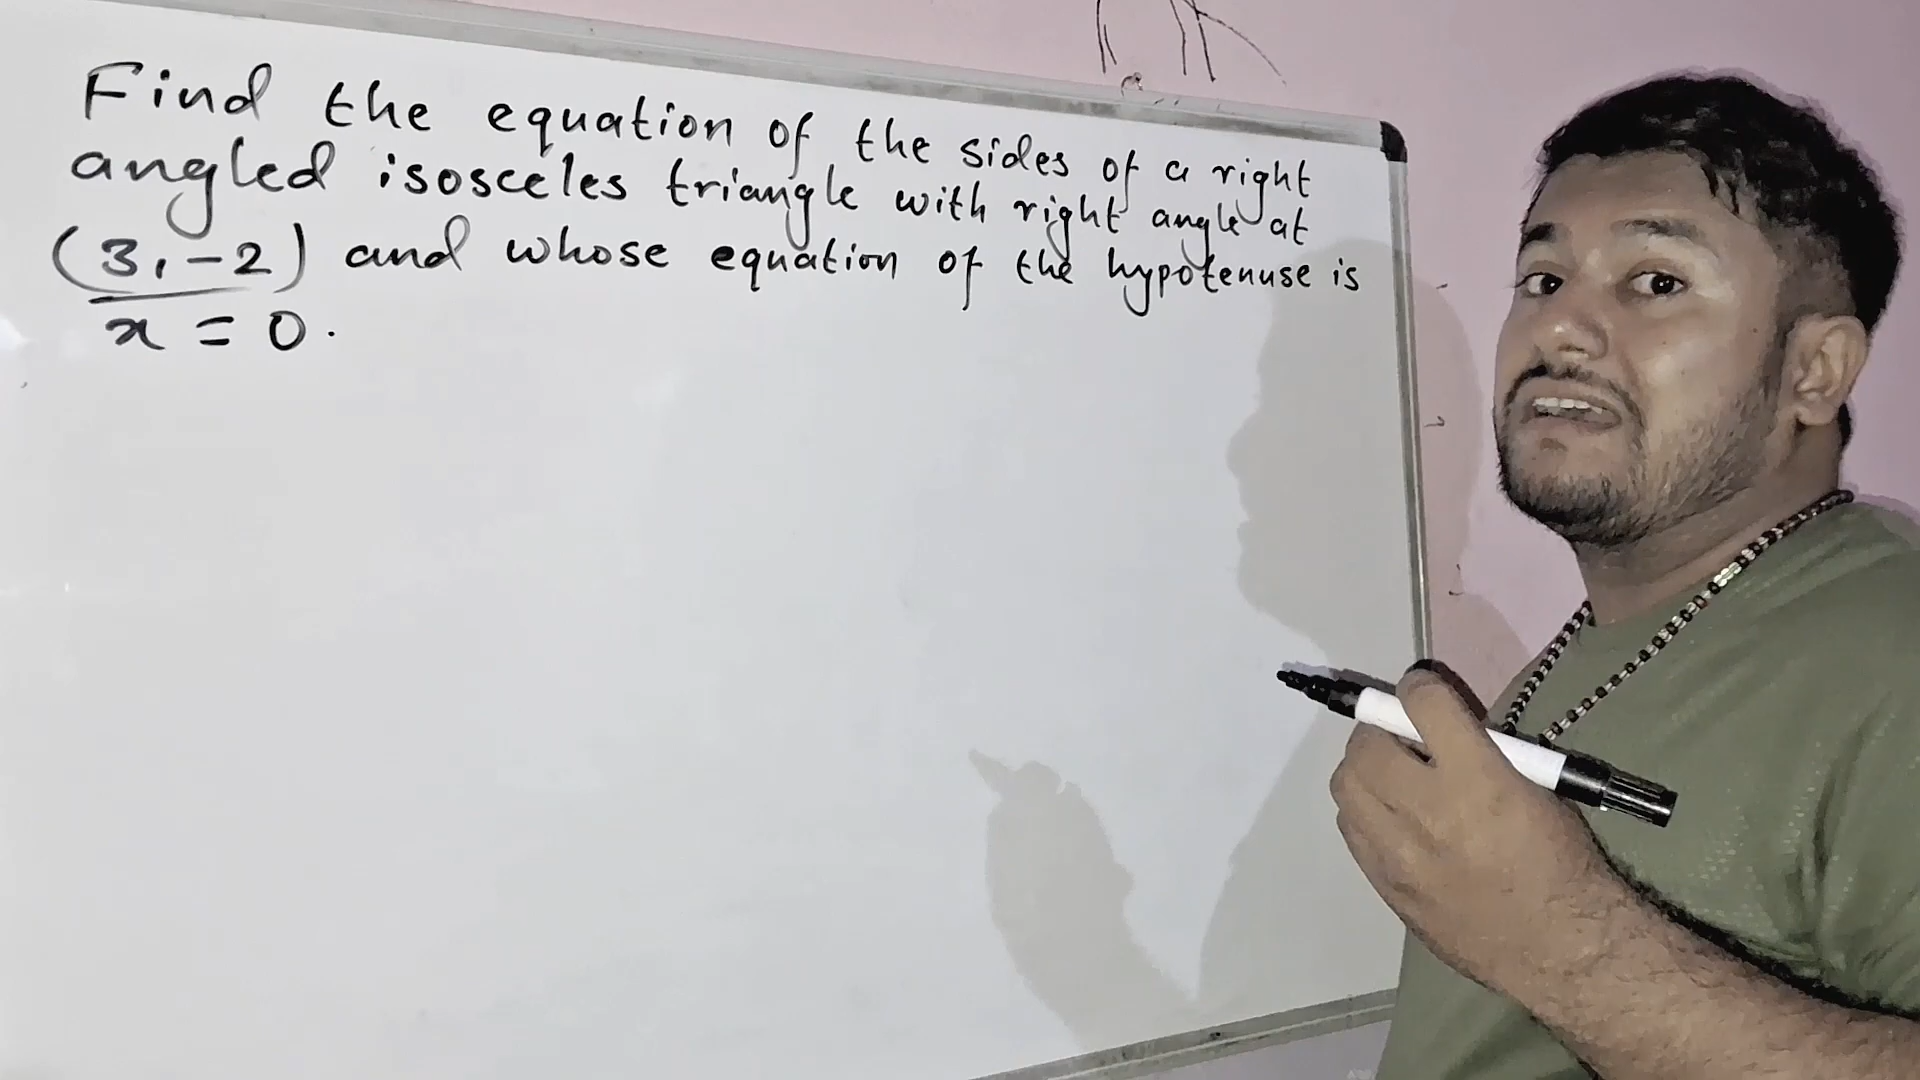 Find the equation of the sides of a right
angled isosceles triangle with right angle at
(3, -2) and whose equation of the hypotenuse is
x = 0.